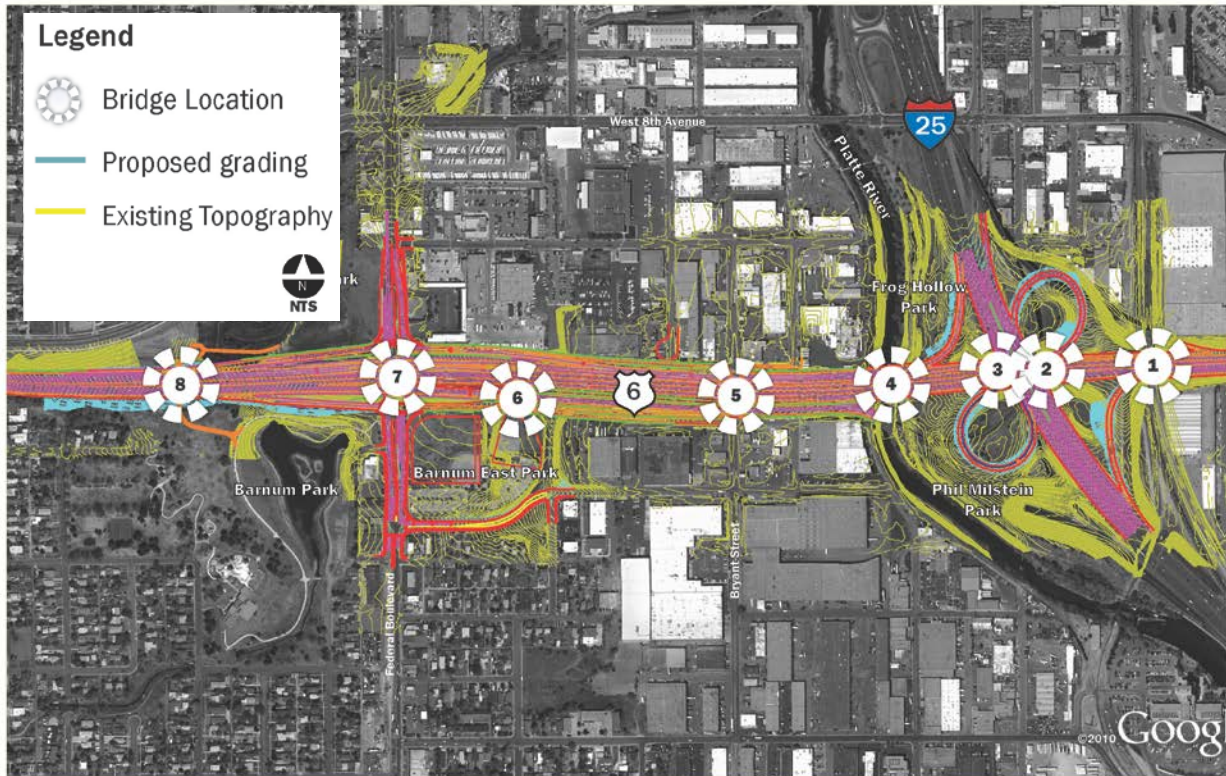 Legend
Bridge Location
Proposed grading
Existing Topography
N
NTS
rk
West 8th Avenue
25
Platte River
Frog Hollow
Park
8
7
6
6
5
4
3
2
1
Barnum Park
Barnum East Park
Phil Milstein
Park
Federal Boulevard
Bryant Street
©2010 Goog